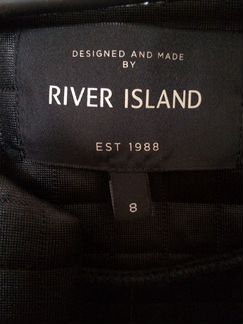 DESIGNED AND MADE
BY
RIVER ISLAND
EST 1988
8